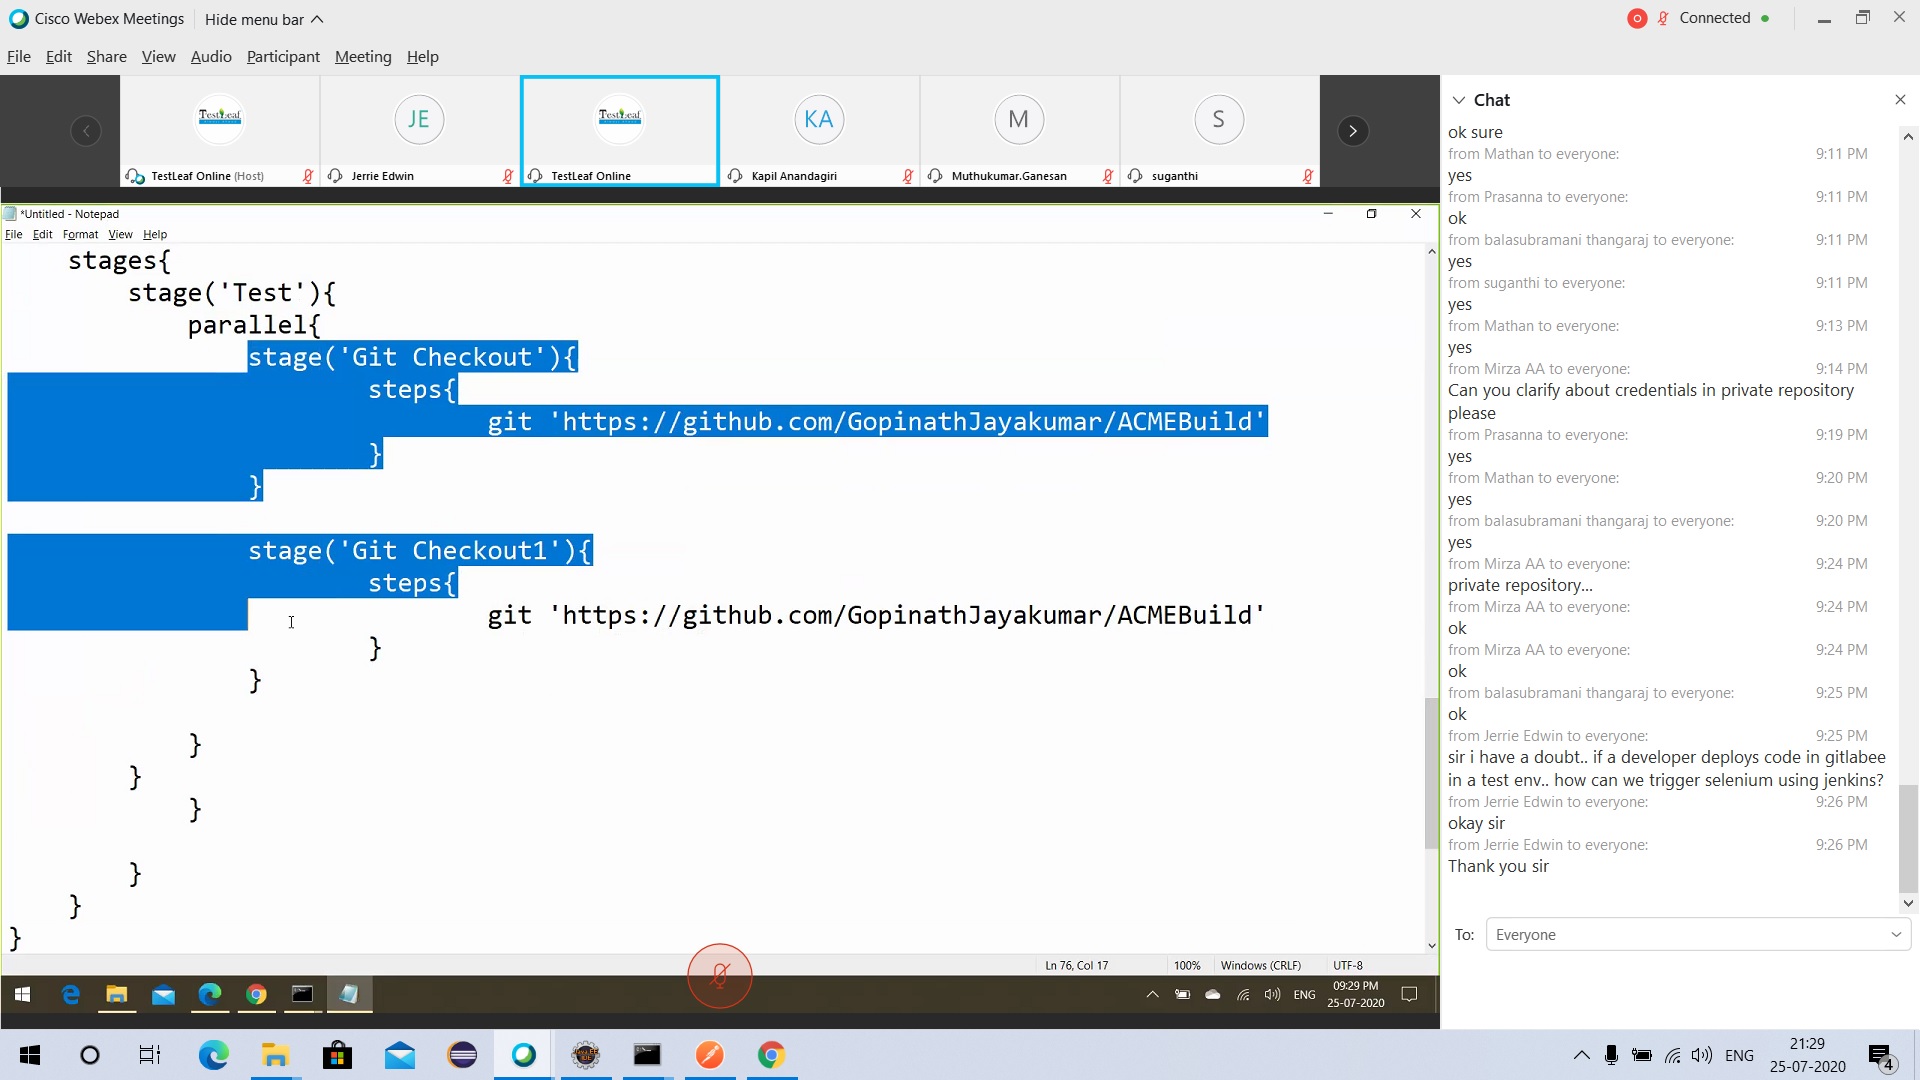 Cisco Webex Meetings
Hide menu bar
Connected
File Edit Share View Audio Participant Meeting Help
TestLeaf
JE
TestLeaf
KA
M
S
TestLeaf Online (Host)
Jerrie Edwin
TestLeaf Online
Kapil Anandagiri
Muthukumar.Ganesan
suganthi
*Untitled - Notepad
File Edit Format View Help
stages{
stage('Test'){
parallel{
stage('Git Checkout'){
steps{
git 'https://github.com/GopinathJayakumar/ACMEBuild'
}
}
stage('Git Checkout1'){
steps{
git 'https://github.com/GopinathJayakumar/ACMEBuild'
}
}
}
}
}
}
}
}
Ln 76, Col 17
100%
Windows (CRLF)
UTF-8
ENG
09:29 PM
25-07-2020
Chat
ok sure
from Mathan to everyone: 9:11 PM
yes
from Prasanna to everyone: 9:11 PM
ok
from balasubramani thangaraj to everyone: 9:11 PM
yes
from suganthi to everyone: 9:11 PM
yes
from Mathan to everyone: 9:13 PM
yes
from Mirza AA to everyone: 9:14 PM
Can you clarify about credentials in private repository
please
from Prasanna to everyone: 9:19 PM
yes
from Mathan to everyone: 9:20 PM
yes
from balasubramani thangaraj to everyone: 9:20 PM
yes
from Mirza AA to everyone: 9:24 PM
private repository...
from Mirza AA to everyone: 9:24 PM
ok
from Mirza AA to everyone: 9:24 PM
ok
from balasubramani thangaraj to everyone: 9:25 PM
ok
from Jerrie Edwin to everyone: 9:25 PM
sir i have a doubt.. if a developer deploys code in gitlabee
in a test env.. how can we trigger selenium using jenkins?
from Jerrie Edwin to everyone: 9:26 PM
okay sir
from Jerrie Edwin to everyone: 9:26 PM
Thank you sir
To: Everyone
ENG
21:29
25-07-2020
4